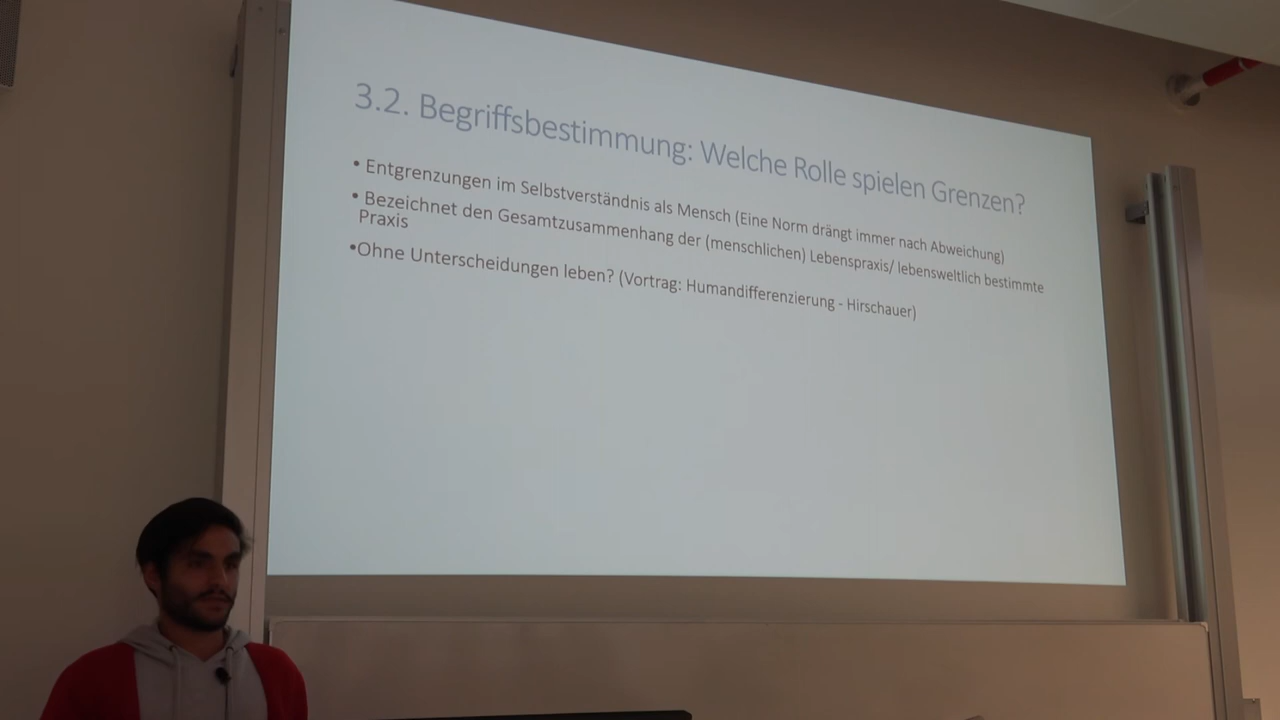 3.2. Begriffsbestimmung: Welche Rolle spielen Grenzen?
• Entgrenzungen im Selbstverständnis als Mensch (Eine Norm drängt immer nach Abweichung)
• Bezeichnet den Gesamtzusammenhang der (menschlichen) Lebenspraxis/ lebensweltlich bestimmte
Praxis
•Ohne Unterscheidungen leben? (Vortrag: Humandifferenzierung - Hirschauer)